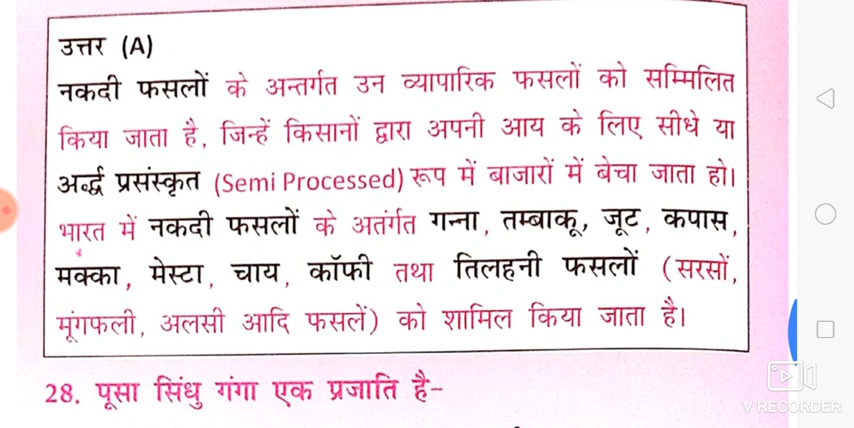 उत्तर (A)
नकदी फसलों के अन्तर्गत उन व्यापारिक फसलों को सम्मिलित
किया जाता है, जिन्हें किसानों द्वारा अपनी आय के लिए सीधे या
अर्द्ध प्रसंस्कृत (Semi Processed) रूप में बाजारों में बेचा जाता हो।
भारत में नकदी फसलों के अतंर्गत गन्ना, तम्बाकू, जूट, कपास,
मक्का, मेस्टा, चाय, कॉफी तथा तिलहनी फसलों (सरसों,
मूंगफली, अलसी आदि फसलें) को शामिल किया जाता है।
28. पूसा सिंधु गंगा एक प्रजाति है–
V RECORDER